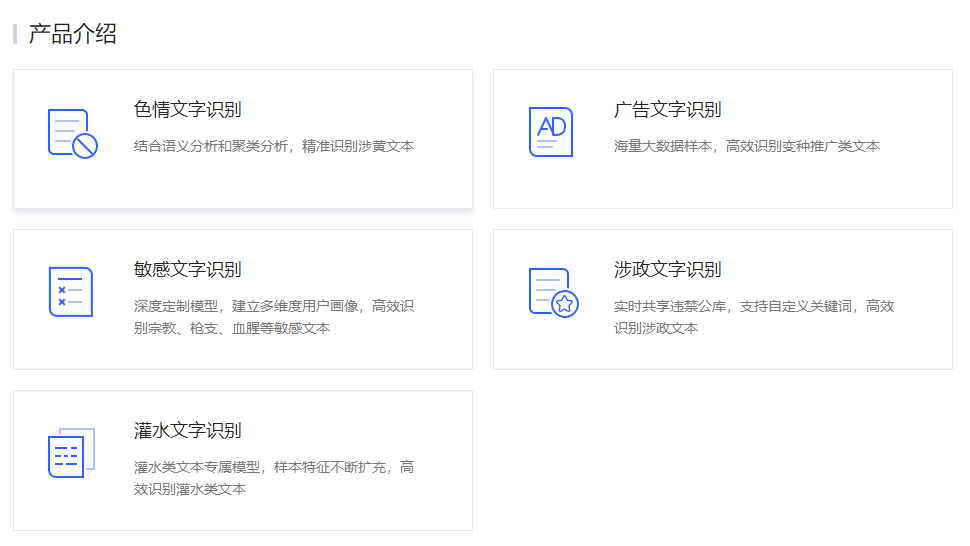 产品介绍
色情文字识别
结合语义分析和聚类分析，精准识别涉黄文本
广告文字识别
AD
海量大数据样本，高效识别变种推广类文本
敏感文字识别
深度定制模型，建立多维度用户画像，高效识
别宗教、枪支、血腥等敏感文本
涉政文字识别
实时共享违禁公库，支持自定义关键词，高效
识别涉政文本
灌水文字识别
灌水类文本专属模型，样本特征不断扩充，高
效识别灌水类文本